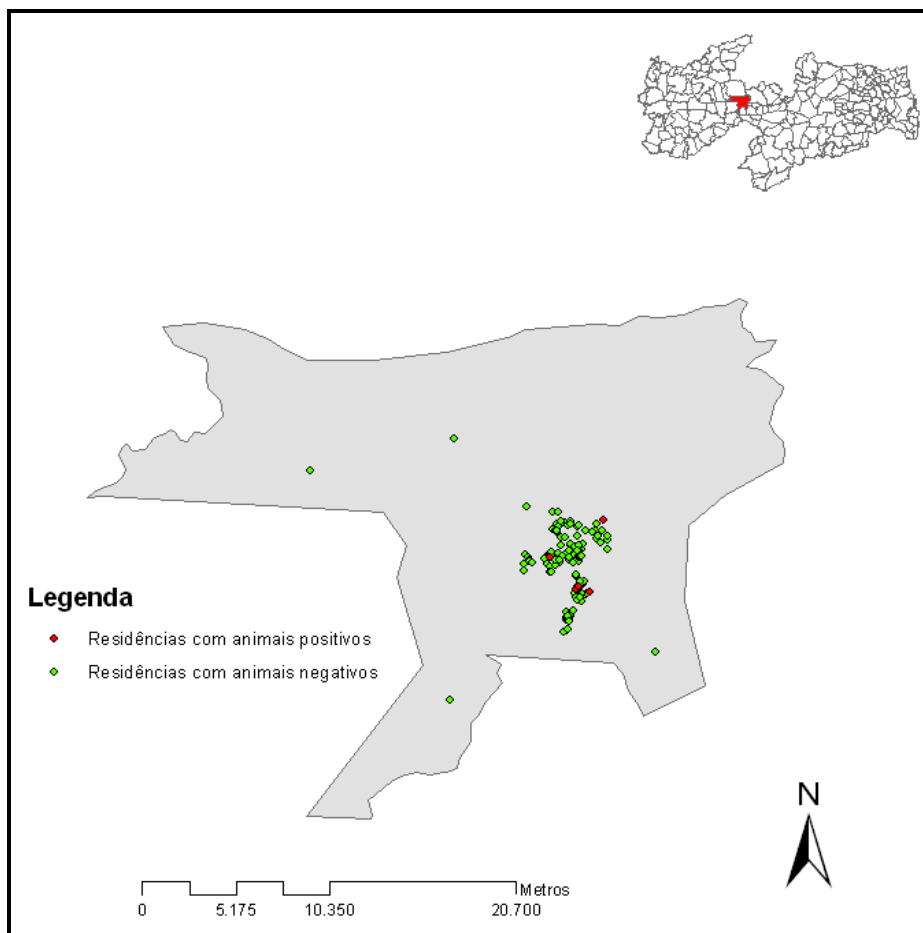 Legenda
Residências com animais positivos
Residências com animais negativos
N
Metros
0 5.175 10.350 20.700